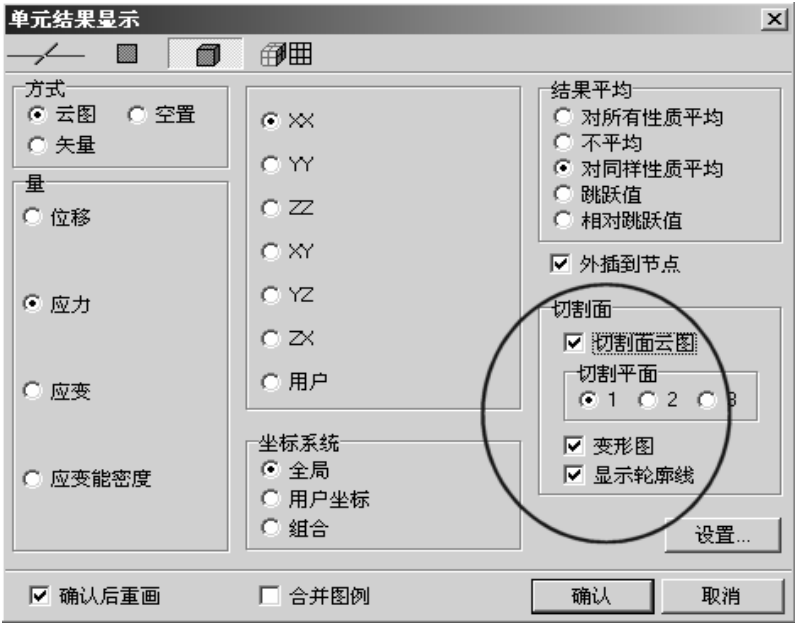 单元结果显示
方式
云图 空置
矢量
量
位移
应力
应变
应变能密度
XX
YY
ZZ
XY
YZ
ZX
用户
坐标系统
全局
用户坐标
组合
结果平均
对所有性质平均
不平均
对同样性质平均
跳跃值
相对跳跃值
外插到节点
切割面
切割面云图
切割平面
1 2 3
变形图
显示轮廓线
设置...
确认后重画 合并图例 确认 取消